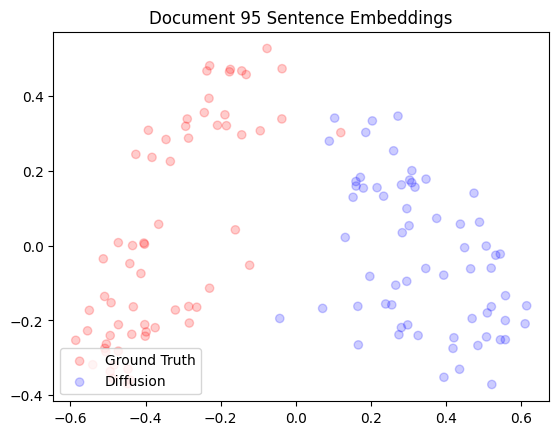 Document 95 Sentence Embeddings
0.4
0.2
0.0
−0.2
−0.4
Ground Truth
Diffusion
−0.6 −0.4 −0.2 0.0 0.2 0.4 0.6